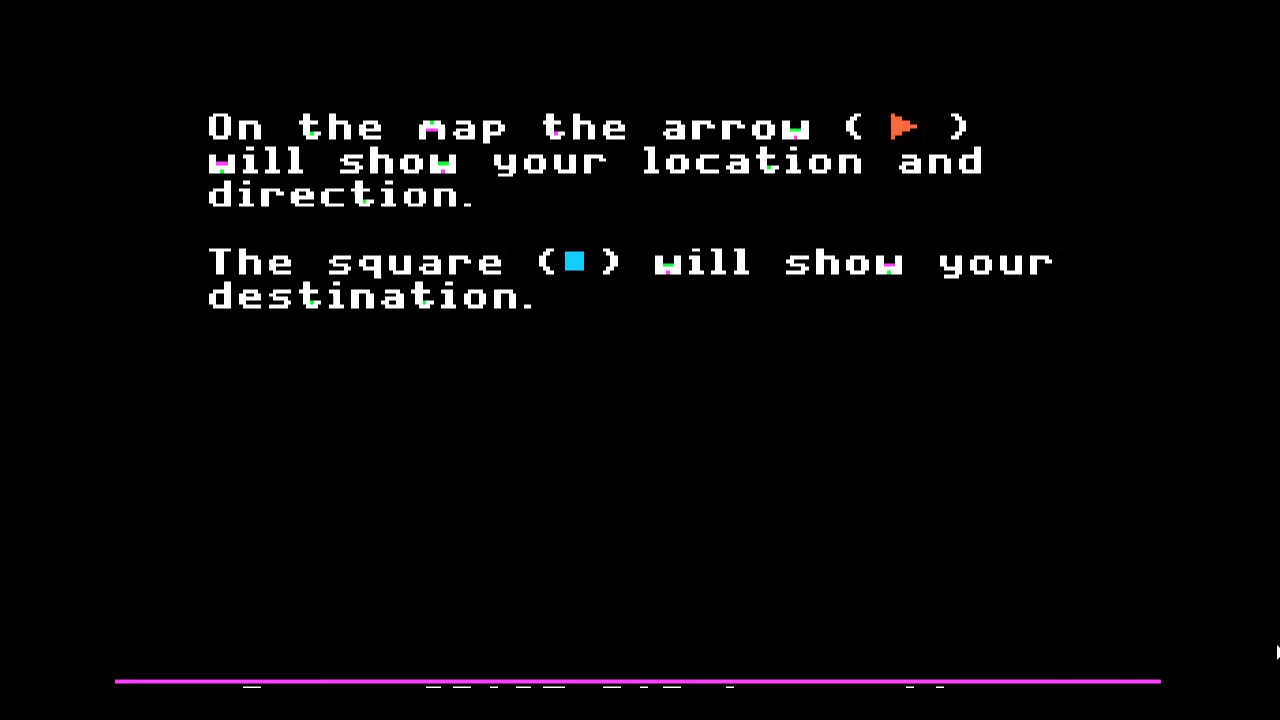 On the map the arrow ( ▶ )
will show your location and
direction.
The square (■ ) will show your
destination.